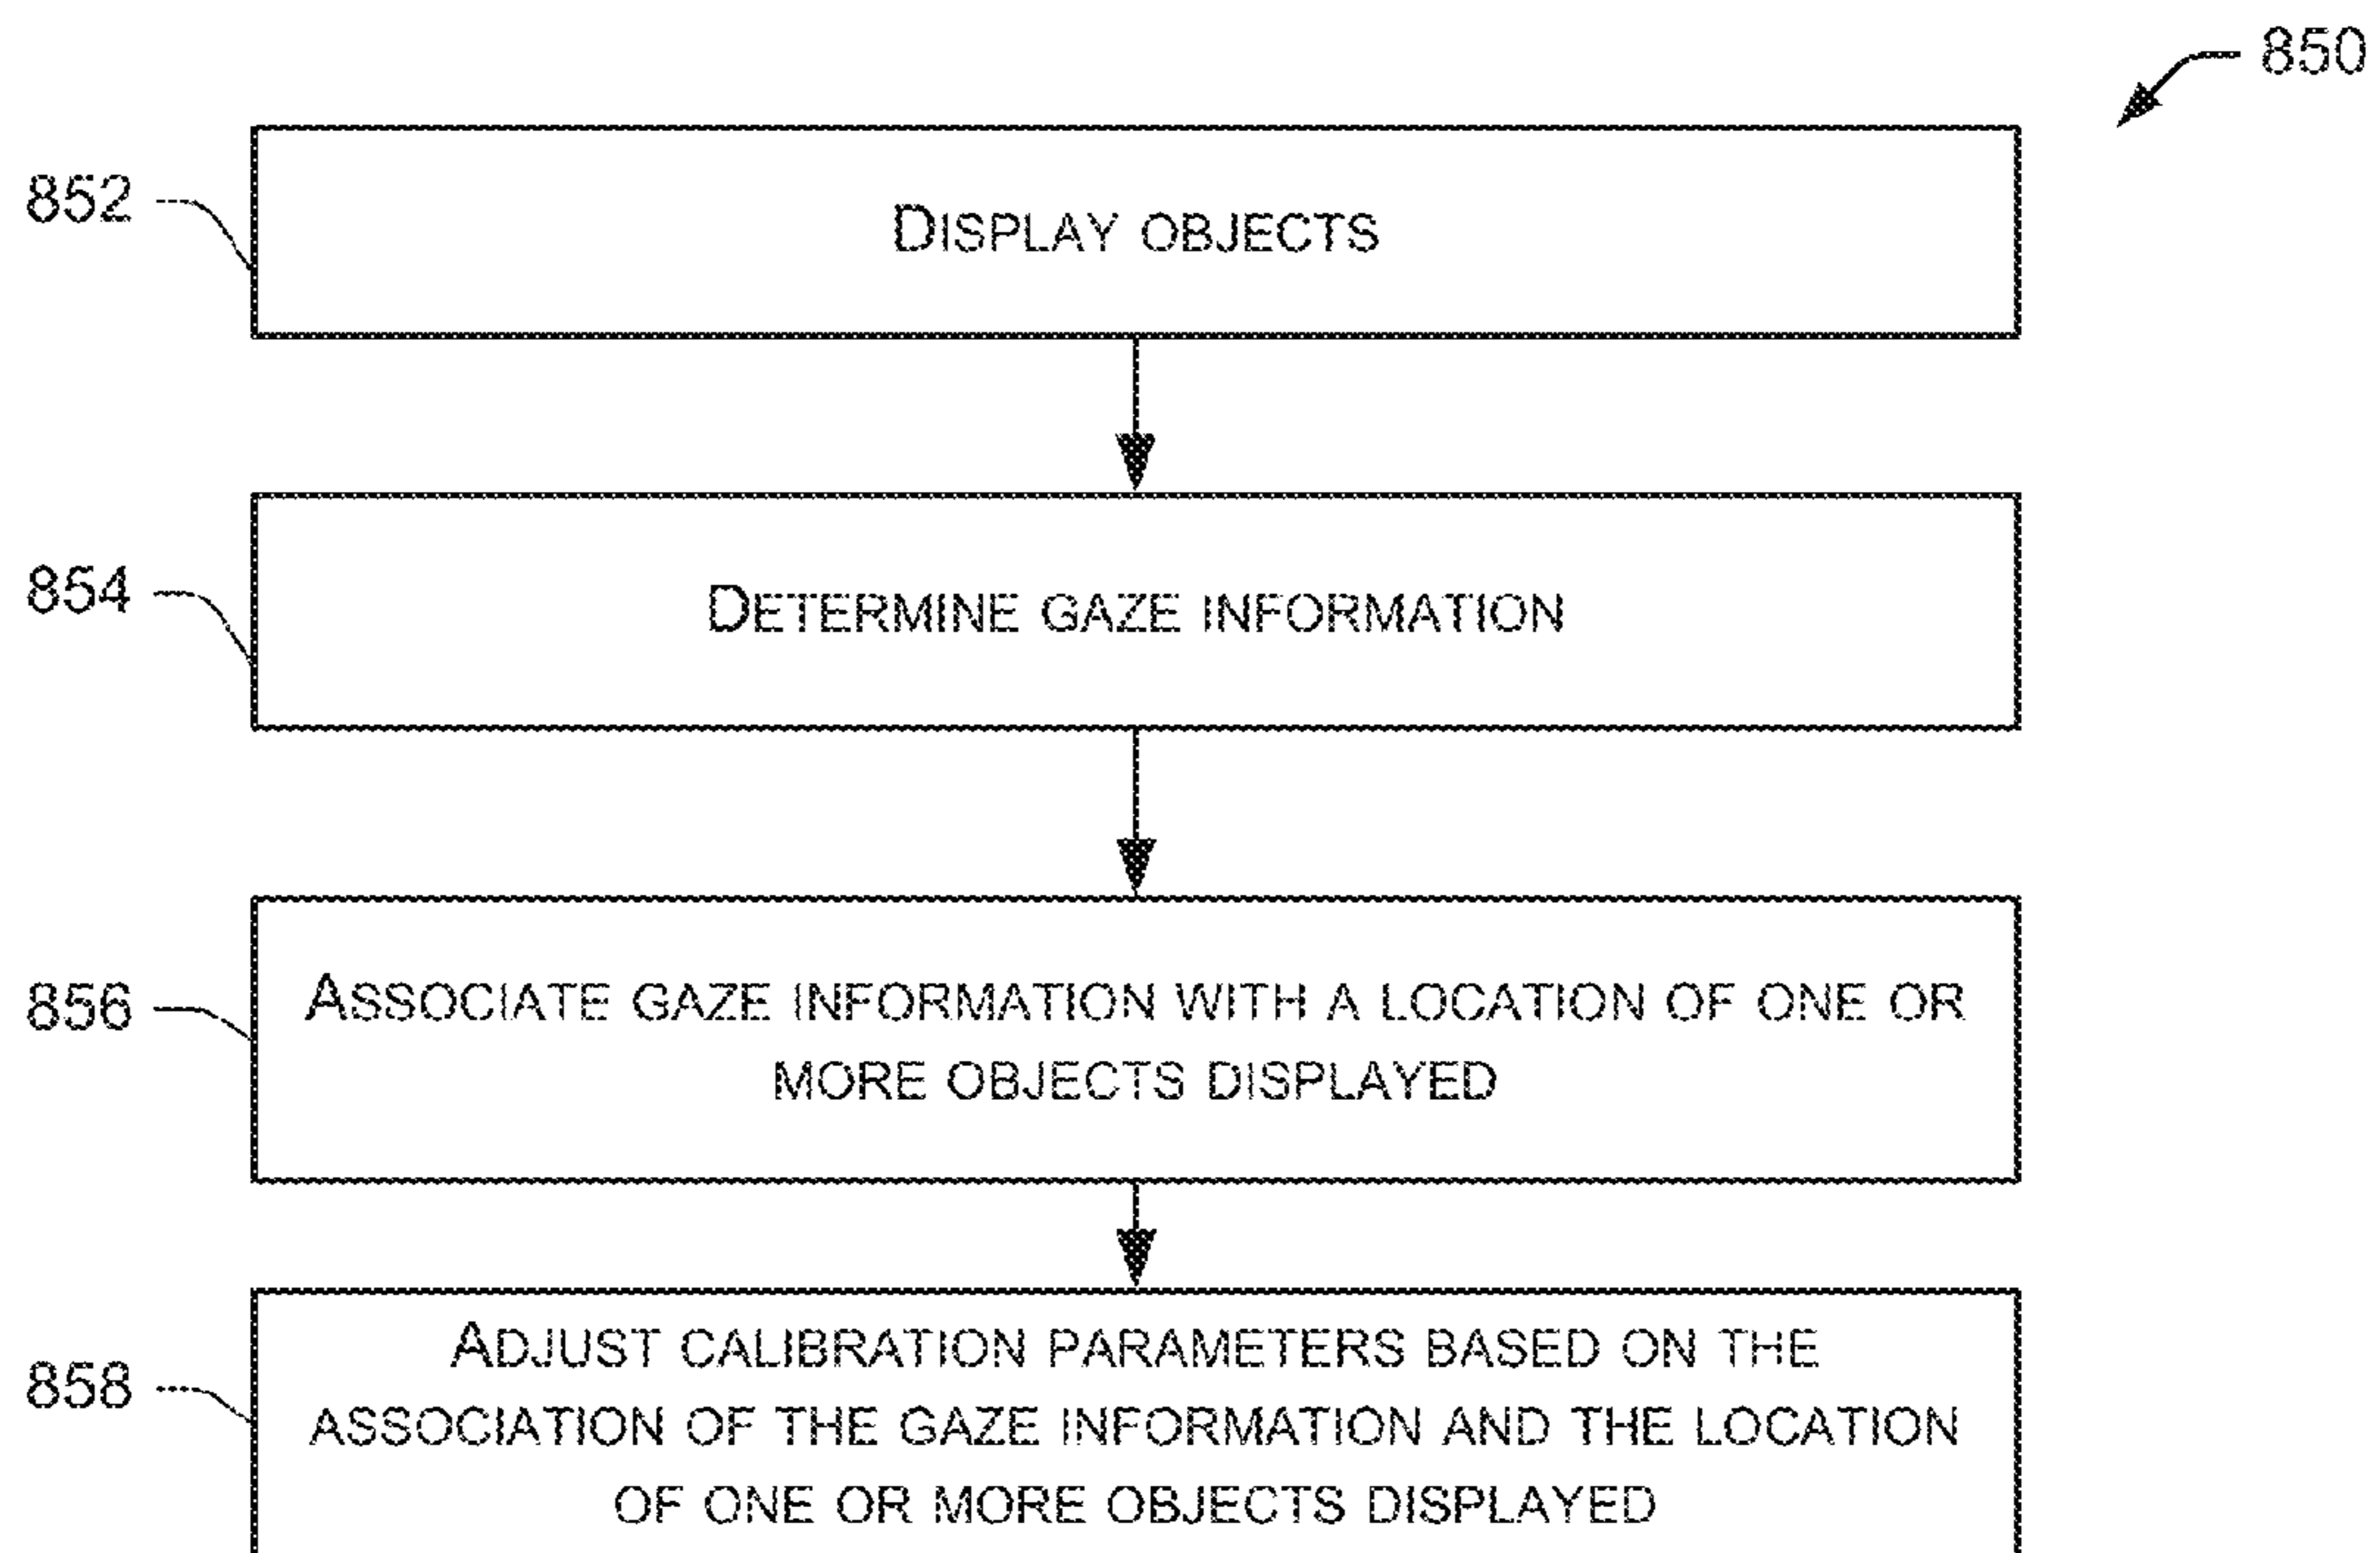 850
852
DISPLAY OBJECTS
854
DETERMINE GAZE INFORMATION
856
ASSOCIATE GAZE INFORMATION WITH A LOCATION OF ONE OR
MORE OBJECTS DISPLAYED
858
ADJUST CALIBRATION PARAMETERS BASED ON THE
ASSOCIATION OF THE GAZE INFORMATION AND THE LOCATION
OF ONE OR MORE OBJECTS DISPLAYED